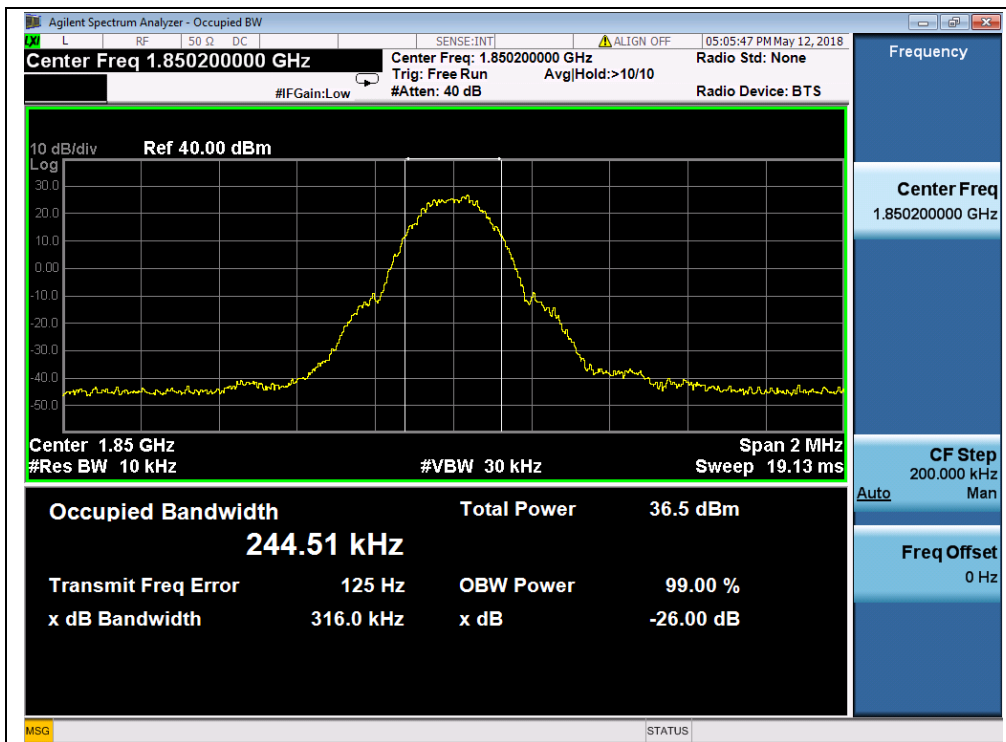 Agilent Spectrum Analyzer - Occupied BW
LXI L RF 50 Ω DC SENSE:INT ALIGN OFF 05:05:47 PM May 12, 2018
Center Freq 1.850200000 GHz
Center Freq: 1.850200000 GHz
Radio Std: None
Trig: Free Run Avg|Hold:>10/10
#IFGain:Low #Atten: 40 dB Radio Device: BTS
Frequency
10 dB/div Ref 40.00 dBm
Log
30.0
20.0
10.0
0.00
-10.0
-20.0
-30.0
-40.0
-50.0
Center 1.85 GHz Span 2 MHz
#Res BW 10 kHz #VBW 30 kHz Sweep 19.13 ms
Occupied Bandwidth Total Power 36.5 dBm
244.51 kHz
Transmit Freq Error 125 Hz OBW Power 99.00 %
x dB Bandwidth 316.0 kHz x dB -26.00 dB
Center Freq
1.850200000 GHz
CF Step
200.000 kHz
Auto Man
Freq Offset
0 Hz
MSG STATUS